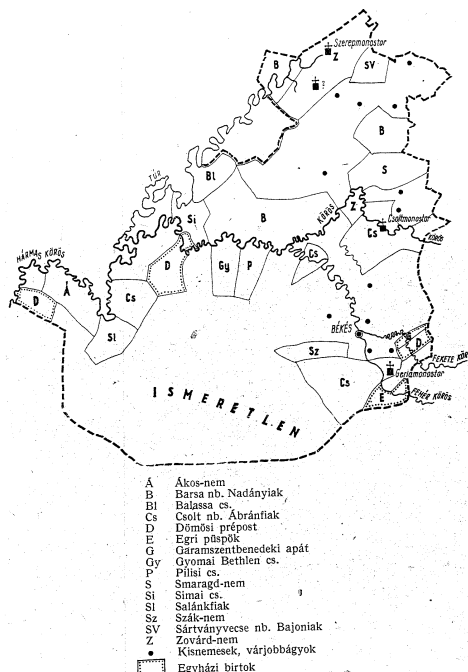 Szerepmonostor
Z
B
SV
?
B
Bl
S
TÚR
Si
B
KÖRÖS
Z
Csoltmonostor
Cs
KÖRÖS
HÁRMAS KÖRÖS
D
Á
Cs
D
Gy
P
Cs
Sl
BÉKÉS
D
Sz
FEKETE KÖR
Gerlamonostor
Cs
E
FEHÉR KÖRÖS
ISMERETLEN
Á Ákos-nem
B Barsa nb. Nadányiak
Bl Balassa cs.
Cs Csolt nb. Ábránfiak
D Dömösi prépost
E Egri püspök
G Garamszentbenedeki apát
Gy Gyomai Bethlen cs.
P Pilisi cs.
S Smaragd-nem
Si Simai cs.
Sl Salánkfiak
Sz Szák-nem
SV Sártványvecse nb. Bajoniak
Z Zovárd-nem
• Kisnemesek, várjobbágyok
Egyházi birtok